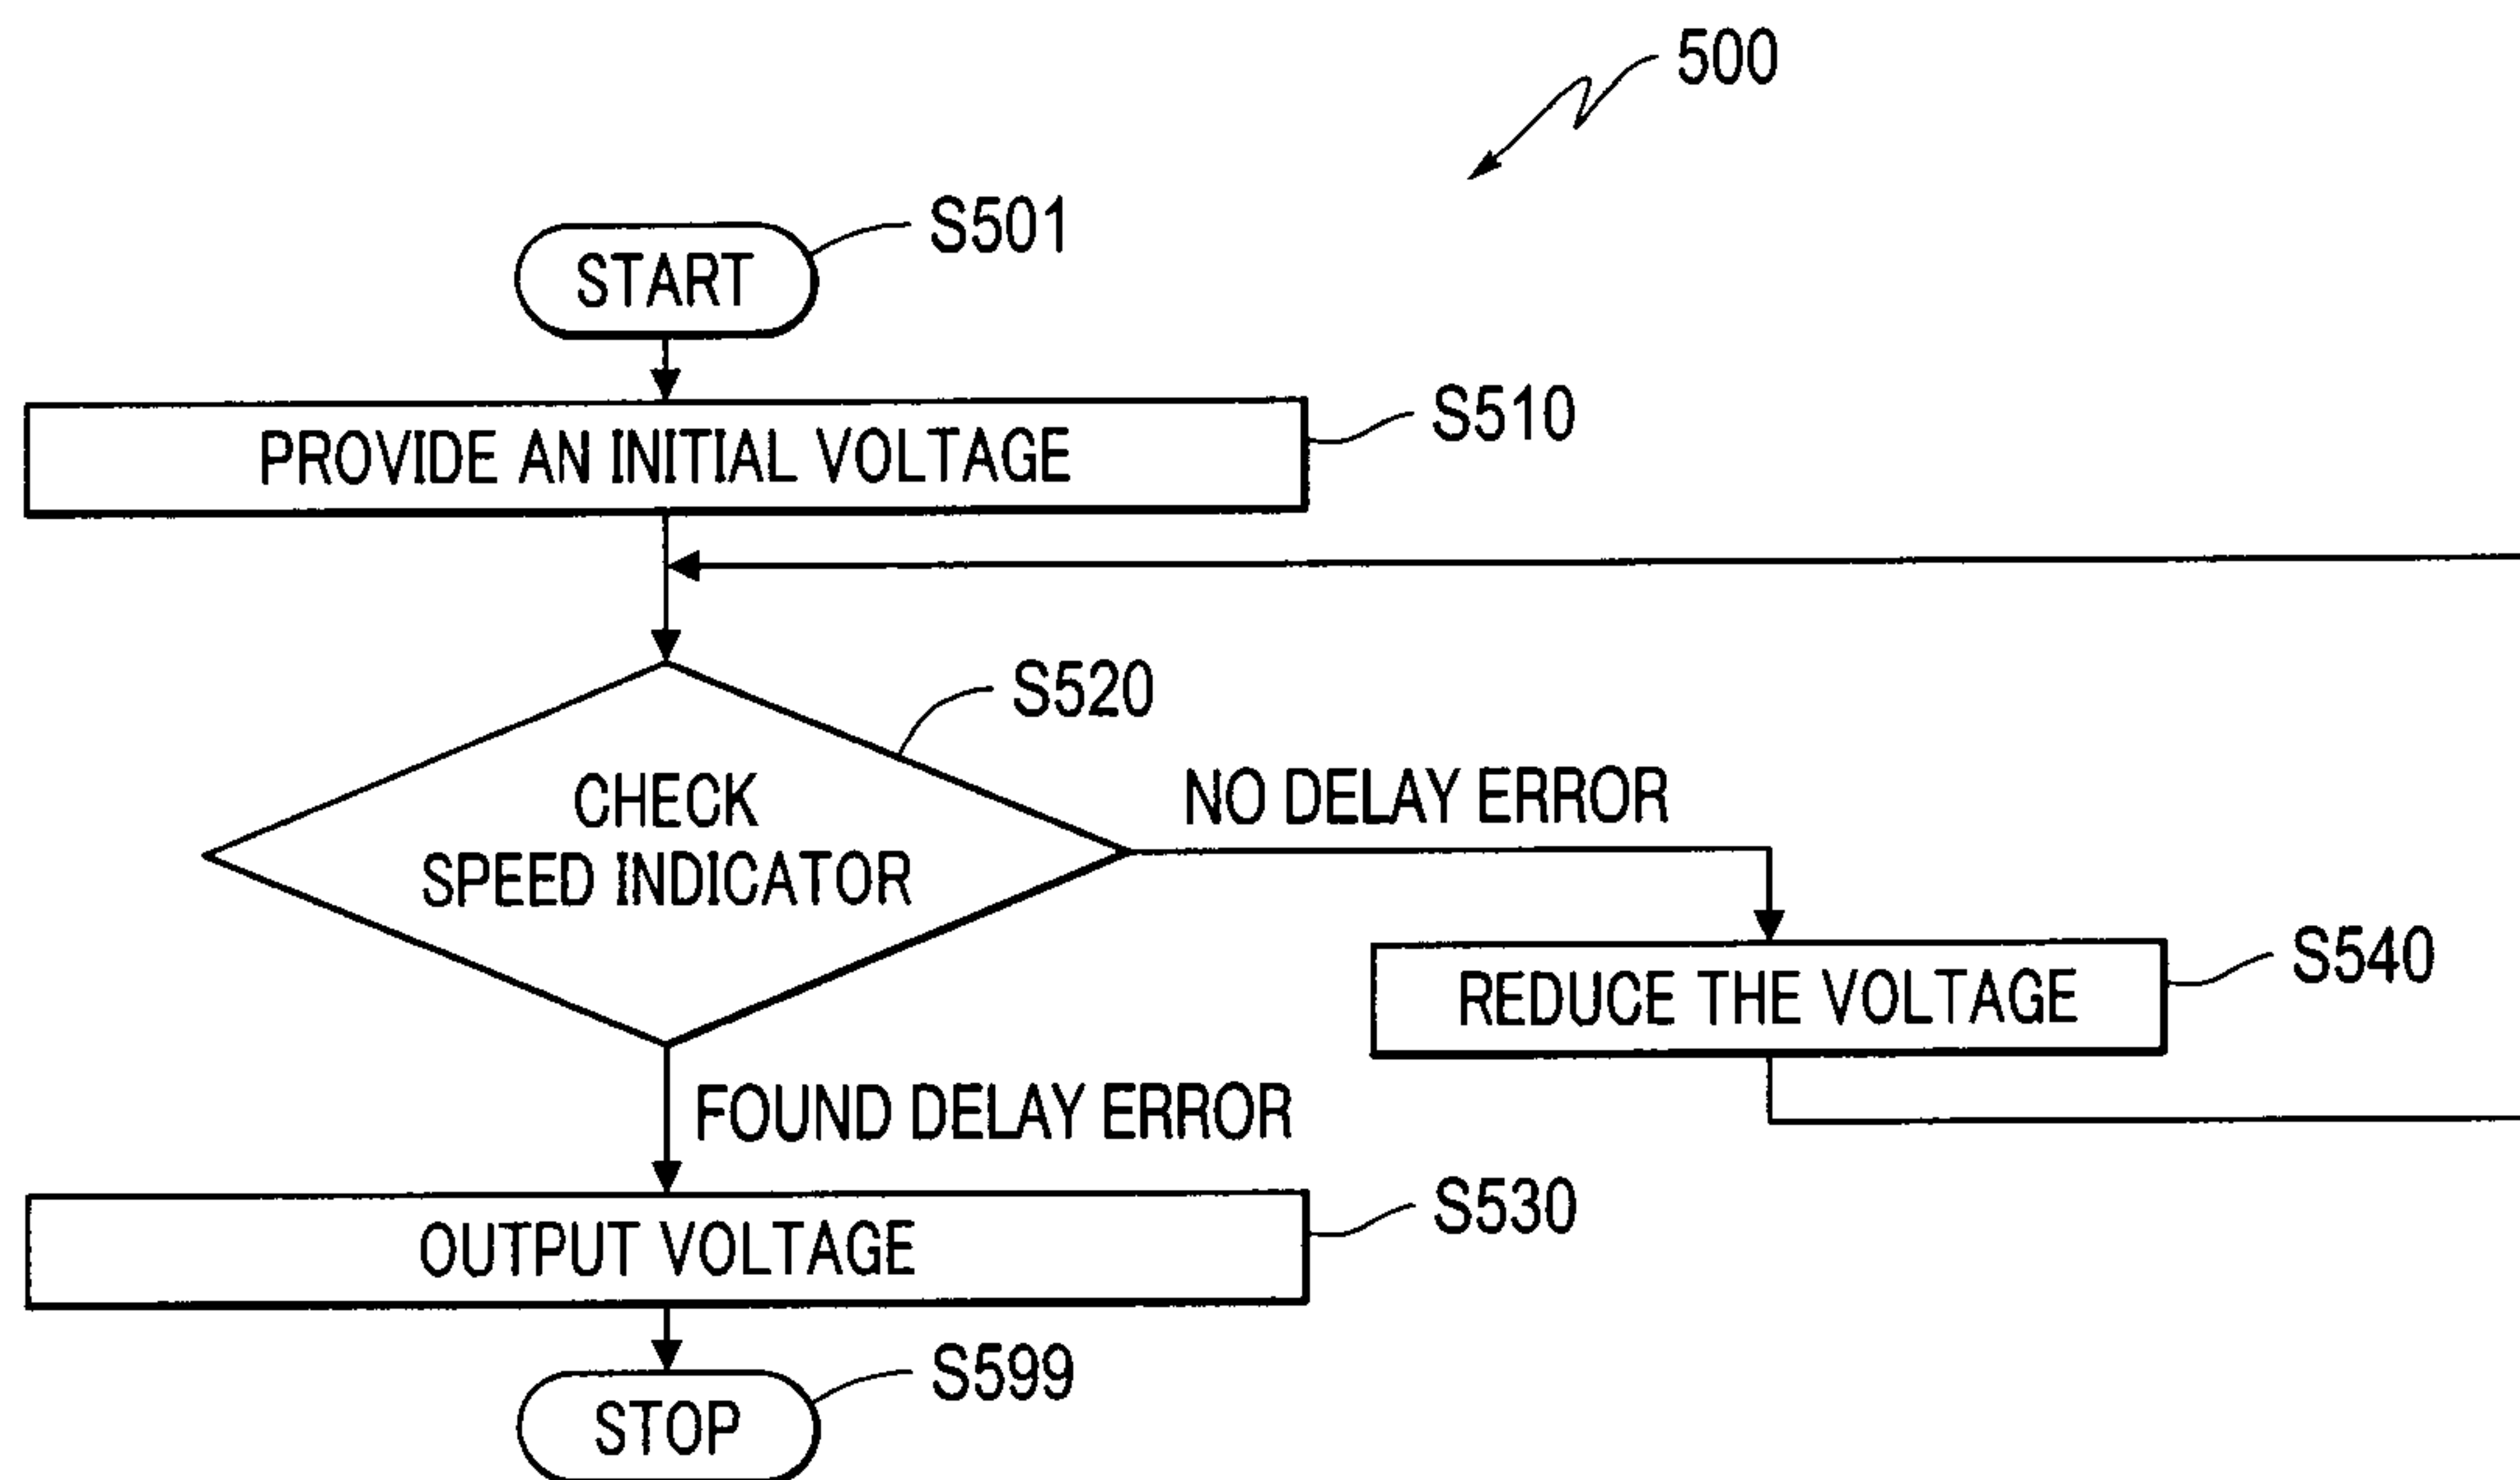 500
START
S501
PROVIDE AN INITIAL VOLTAGE
S510
S520
CHECK
SPEED INDICATOR
NO DELAY ERROR
REDUCE THE VOLTAGE
S540
FOUND DELAY ERROR
OUTPUT VOLTAGE
S530
STOP
S599